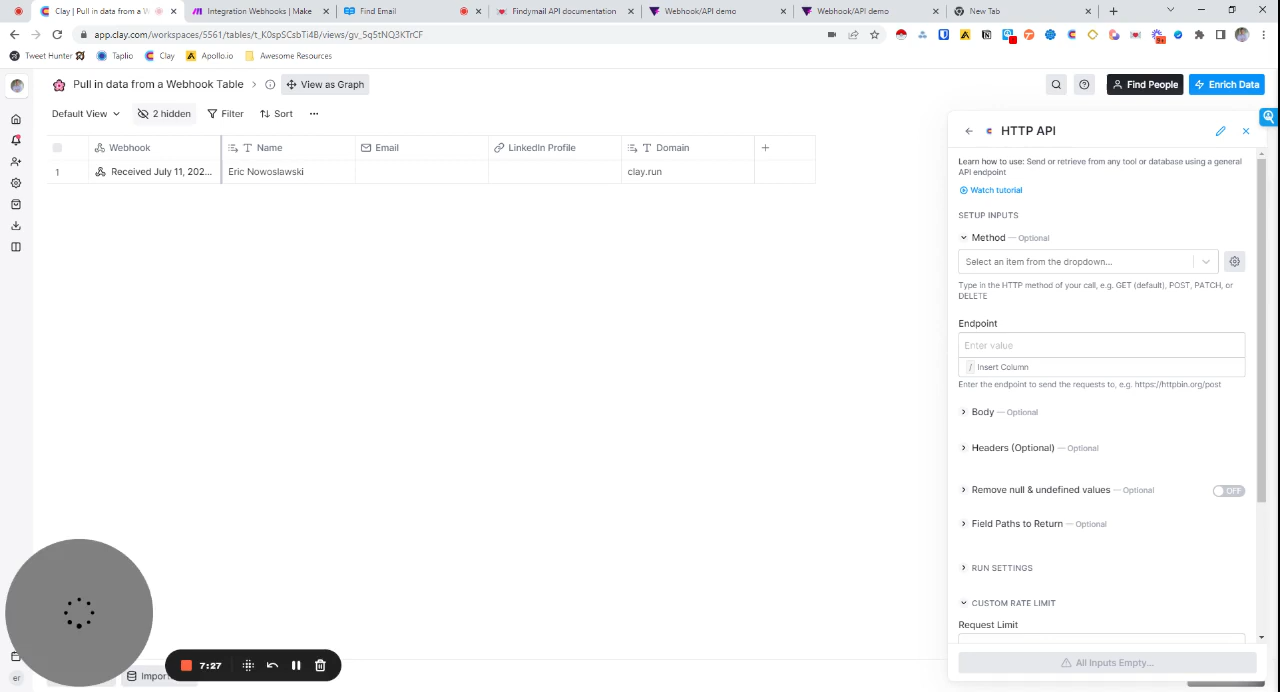 Clay | Pull in data from a W
Integration Webhooks | Make
Find Email
Findymail API documentation
Webhook/API demo
Webhook/API demo
New Tab
app.clay.com/workspaces/5561/tables/t_K0spSCsbTi4B/views/gv_Sq5tNQ3KTrCF
9+
Tweet Hunter
Taplio
Clay
Apollo.io
Awesome Resources
Pull in data from a Webhook Table
View as Graph
Find People
Enrich Data
Default View
2 hidden
Filter
Sort
Webhook
Name
Email
LinkedIn Profile
Domain
1
Received July 11, 202...
Eric Nowoslawski
clay.run
HTTP API
Learn how to use: Send or retrieve from any tool or database using a general
API endpoint
Watch tutorial
SETUP INPUTS
Method — Optional
Select an item from the dropdown...
Type in the HTTP method of your call, e.g. GET (default), POST, PATCH, or
DELETE
Endpoint
Enter value
/ Insert Column
Enter the endpoint to send the requests to, e.g. https://httpbin.org/post
Body — Optional
Headers (Optional) — Optional
Remove null & undefined values — Optional
OFF
Field Paths to Return — Optional
RUN SETTINGS
CUSTOM RATE LIMIT
Request Limit
All Inputs Empty...
7:27
Import
er